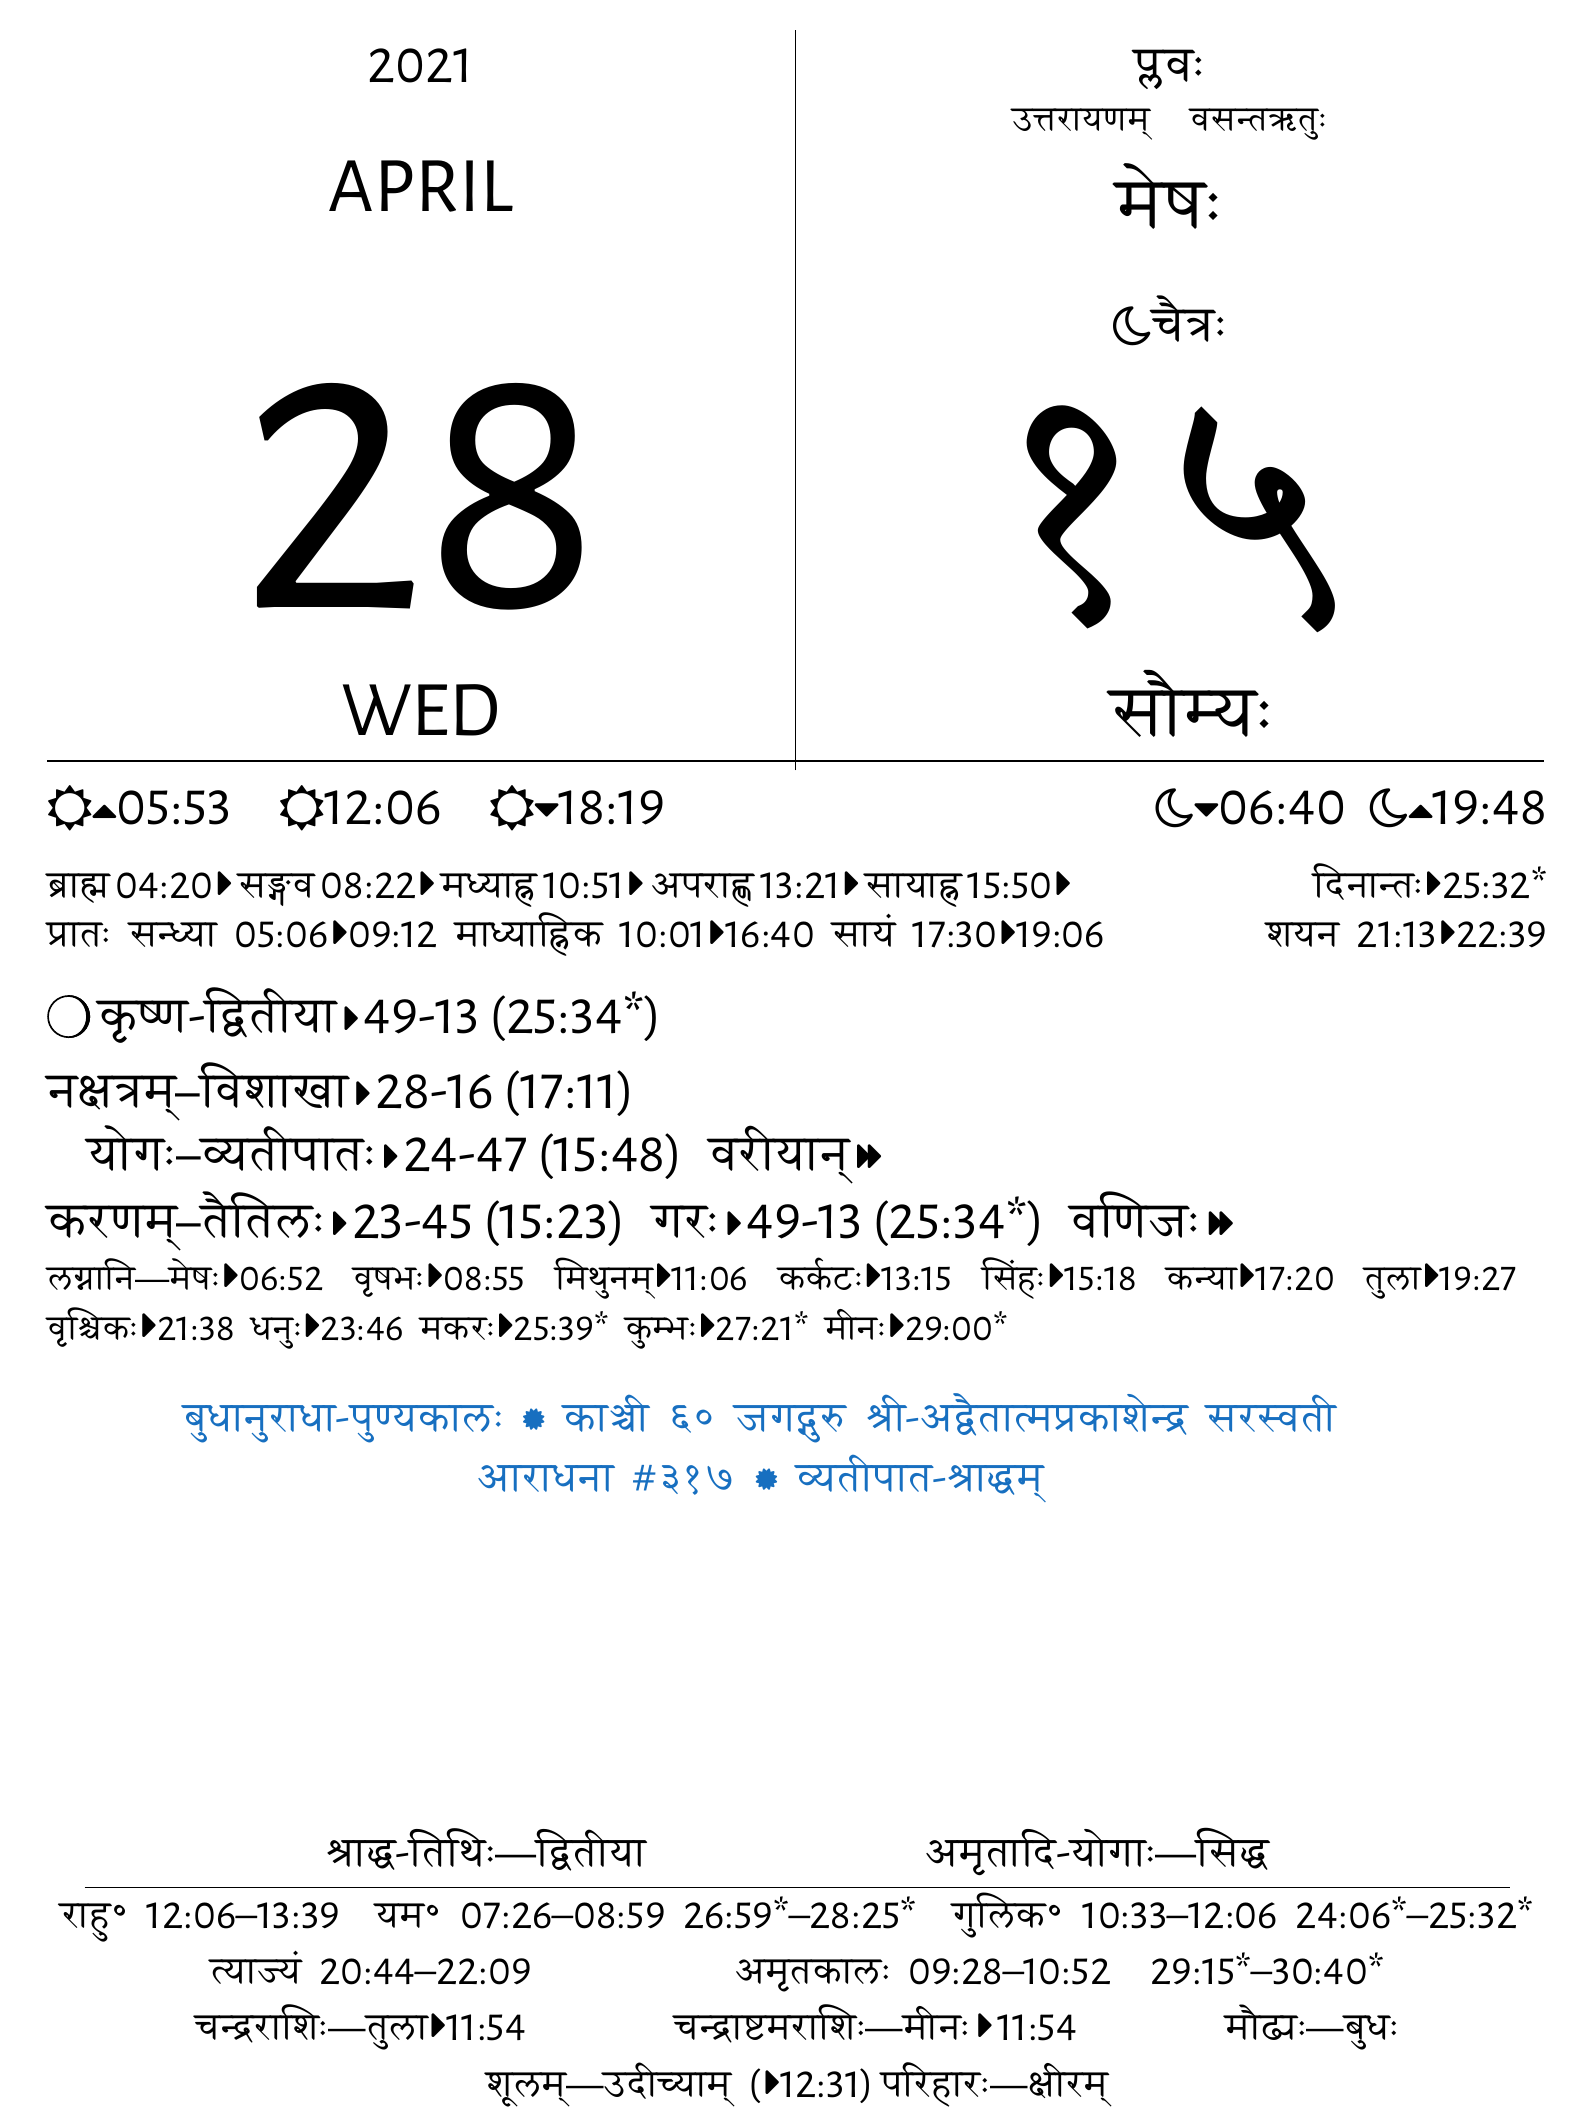 2021
APRIL
28
WED
प्लवः
उत्तरायणम् वसन्तऋतुः
मेषः
चैत्रः
१५
सौम्यः
05:53 12:06 18:19 06:40 19:48
ब्राह्म 04:20 सङ्गव 08:22 मध्याह्न 10:51 अपराह्ण 13:21 सायाह्न 15:50 दिनान्तः 25:32*
प्रातः सन्ध्या 05:06 09:12 माध्याह्निक 10:01 16:40 सायं 17:30 19:06 शयन 21:13 22:39
कृष्ण-द्वितीया 49-13 (25:34*)
नक्षत्रम्–विशाखा 28-16 (17:11)
योगः–व्यतीपातः 24-47 (15:48) वरीयान्
करणम्–तैतिलः 23-45 (15:23) गरः 49-13 (25:34*) वणिजः
लग्नानि—मेषः 06:52 वृषभः 08:55 मिथुनम् 11:06 कर्कटः 13:15 सिंहः 15:18 कन्या 17:20 तुला 19:27
वृश्चिकः 21:38 धनुः 23:46 मकरः 25:39* कुम्भः 27:21* मीनः 29:00*
बुधानुराधा-पुण्यकालः ✹ काञ्ची ६० जगद्गुरु श्री-अद्वैतात्मप्रकाशेन्द्र सरस्वती
आराधना #३१७ ✹ व्यतीपात-श्राद्धम्
श्राद्ध-तिथिः—द्वितीया अमृतादि-योगाः—सिद्ध
राहु॰ 12:06–13:39 यम॰ 07:26–08:59 26:59*–28:25* गुलिक॰ 10:33–12:06 24:06*–25:32*
त्याज्यं 20:44–22:09 अमृतकालः 09:28–10:52 29:15*–30:40*
चन्द्रराशिः—तुला 11:54 चन्द्राष्टमराशिः—मीनः 11:54 मौढ्यः—बुधः
शूलम्—उदीच्याम् ( 12:31) परिहारः—क्षीरम्